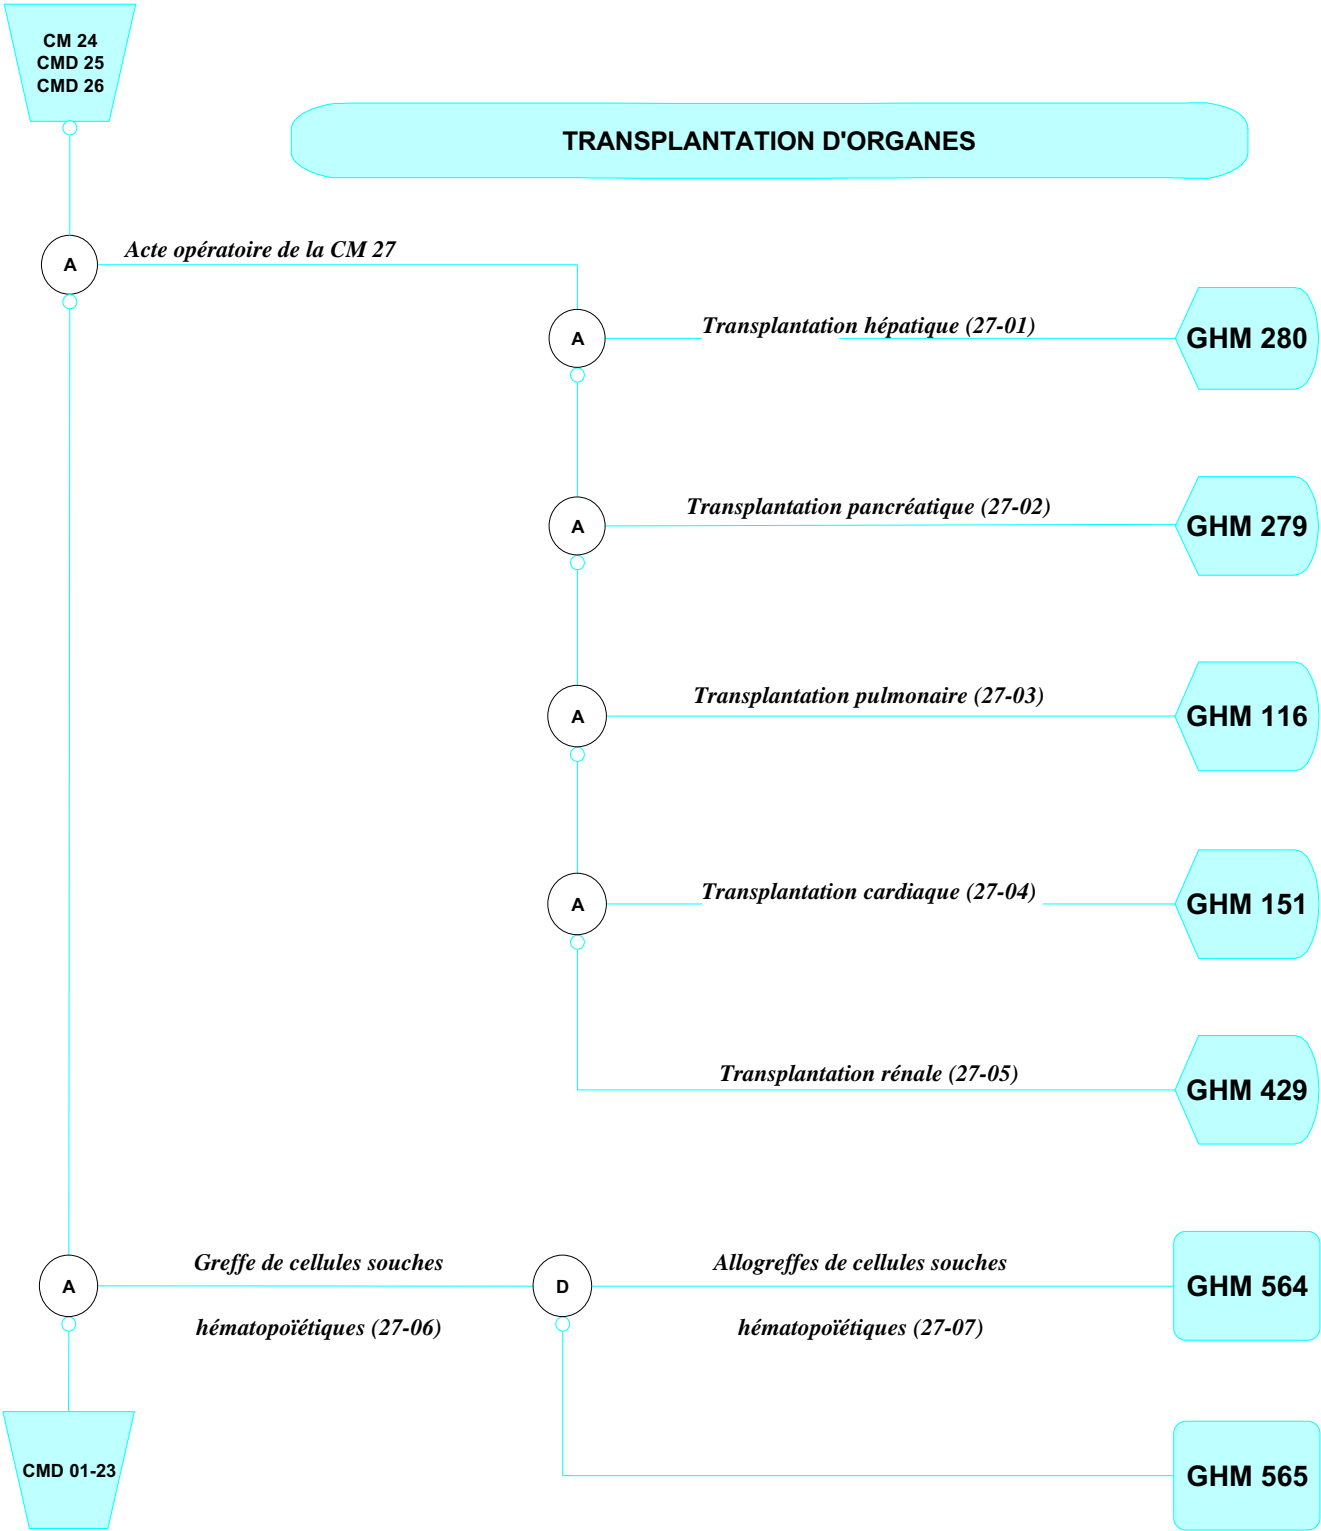 CM 24
CMD 25
CMD 26
TRANSPLANTATION D'ORGANES
A
Acte opératoire de la CM 27
A
Transplantation hépatique (27-01)
GHM 280
A
Transplantation pancréatique (27-02)
GHM 279
A
Transplantation pulmonaire (27-03)
GHM 116
A
Transplantation cardiaque (27-04)
GHM 151
Transplantation rénale (27-05)
GHM 429
A
Greffe de cellules souches
hématopoïétiques (27-06)
D
Allogreffes de cellules souches
hématopoïétiques (27-07)
GHM 564
CMD 01-23
GHM 565